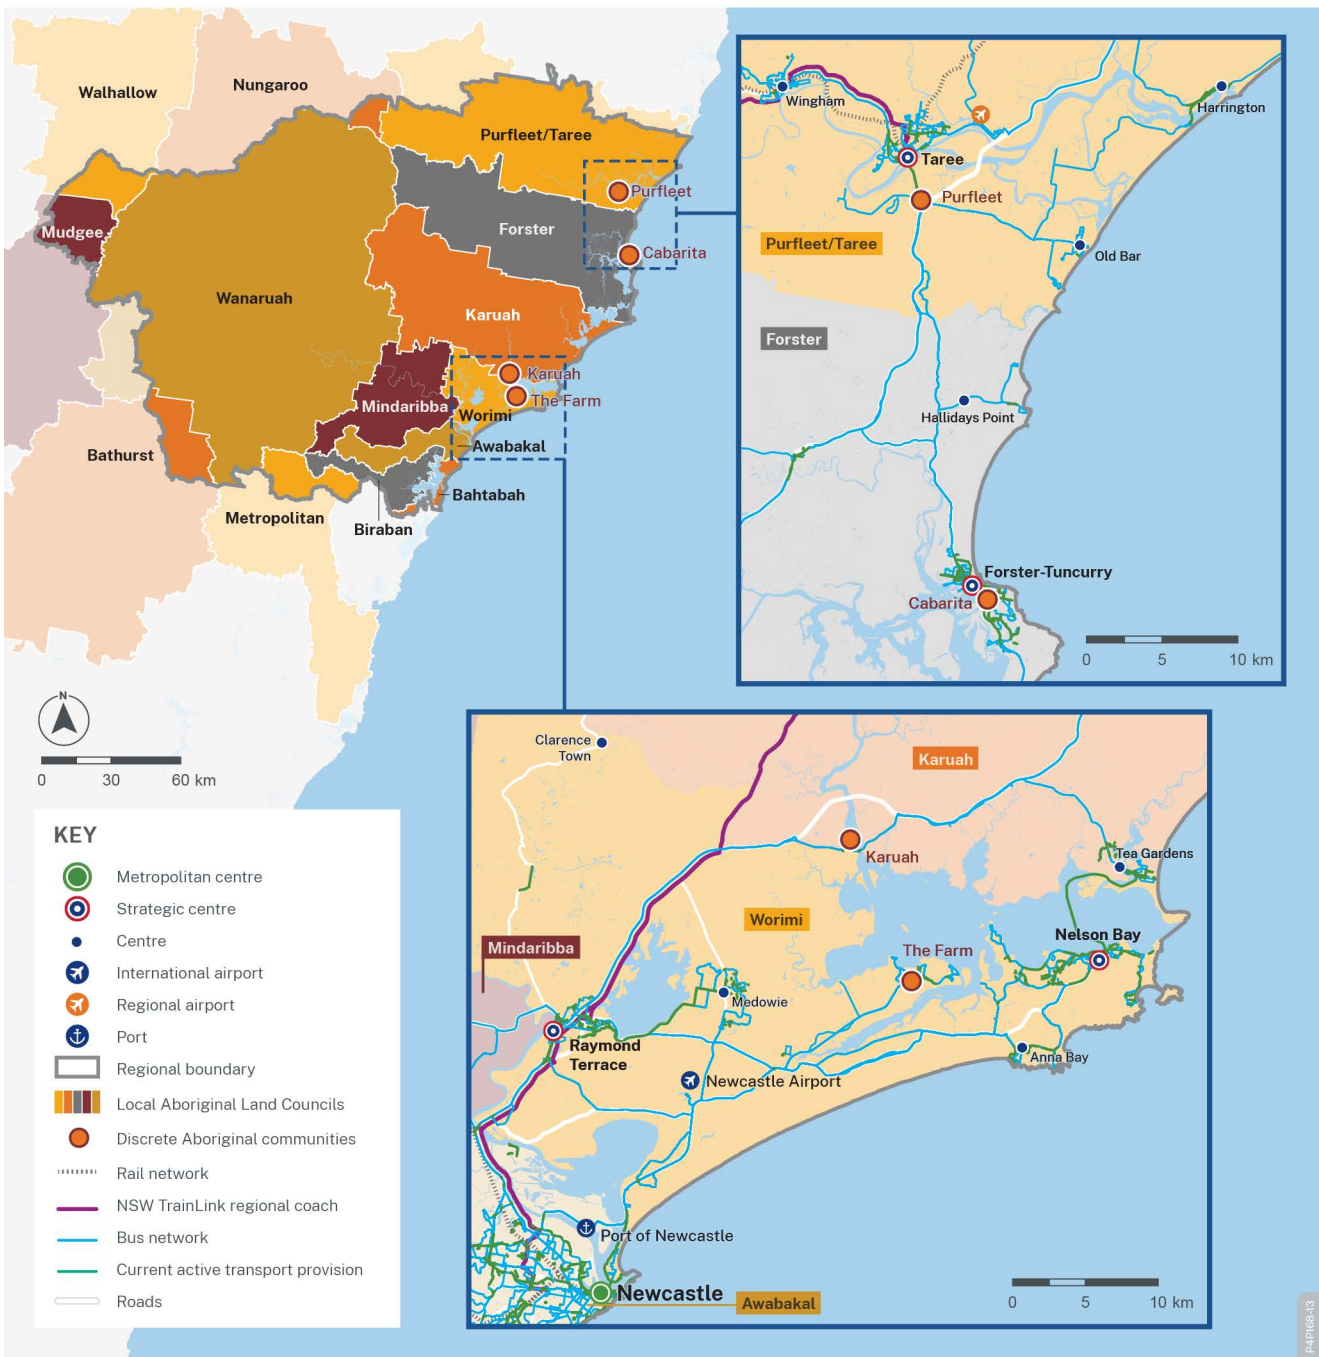 Walhallow
Nungaroo
Purfleet/Taree
Purfleet
Mudgee
Forster
Cabarita
Wanaruah
Karuah
Karuah
The Farm
Mindaribba
Worimi
Awabakal
Bathurst
Bahtabah
Metropolitan
Biraban
N
0 30 60 km
Wingham
Harrington
Taree
Purfleet
Purfleet/Taree
Old Bar
Forster
Hallidays Point
Forster-Tuncurry
Cabarita
0 5 10 km
Clarence
Town
Karuah
Karuah
Tea Gardens
Worimi
Mindaribba
The Farm
Nelson Bay
Medowie
Raymond
Terrace
Anna Bay
Newcastle Airport
Port of Newcastle
Newcastle
Awabakal
0 5 10 km
KEY
Metropolitan centre
Strategic centre
Centre
International airport
Regional airport
Port
Regional boundary
Local Aboriginal Land Councils
Discrete Aboriginal communities
Rail network
NSW TrainLink regional coach
Bus network
Current active transport provision
Roads
P4P168-13